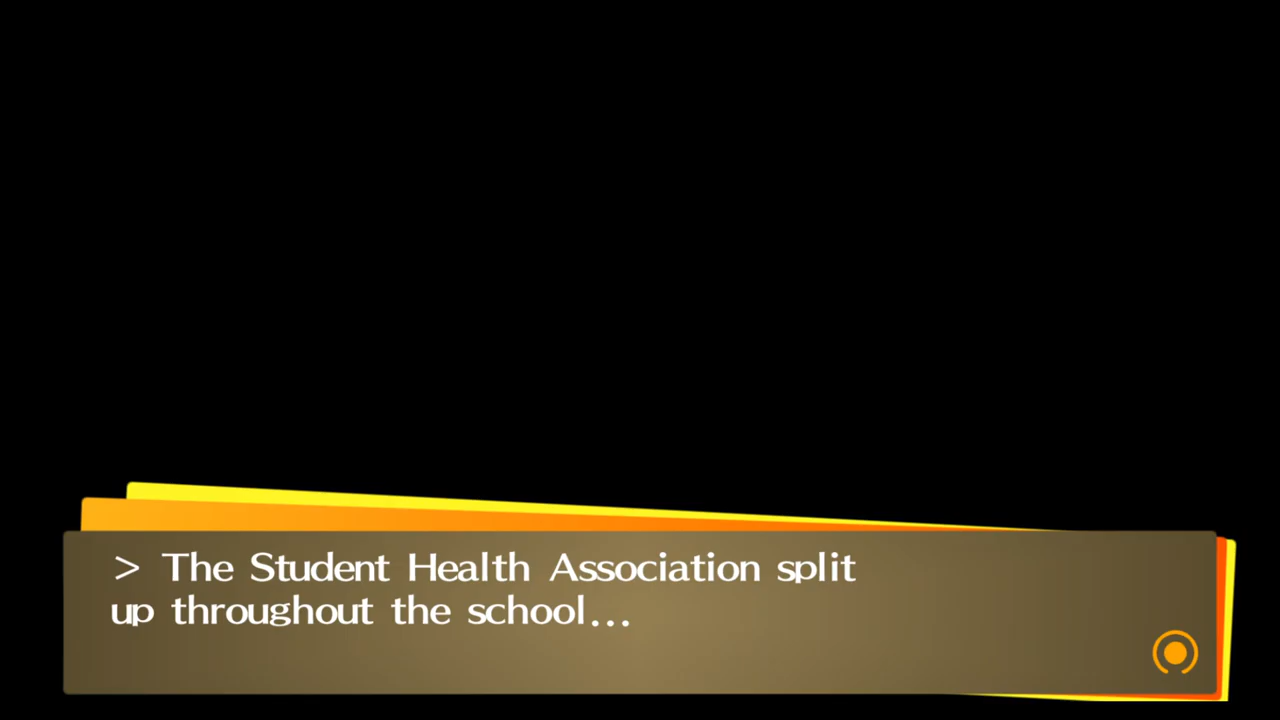 > The Student Health Association split
up throughout the school...